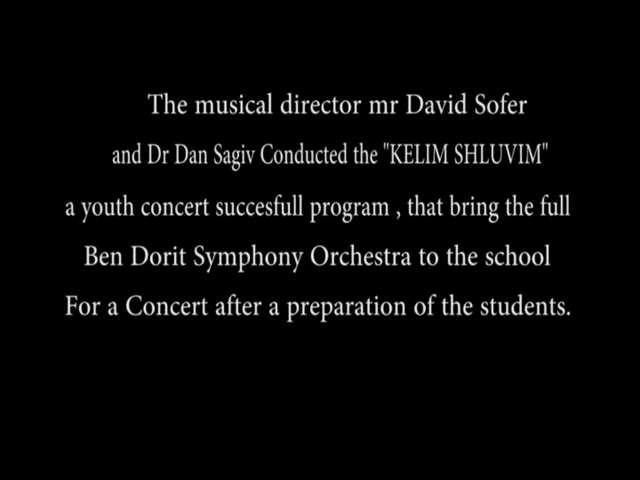 The musical director mr David Sofer
and Dr Dan Sagiv Conducted the "KELIM SHLUVIM"
a youth concert succesfull program , that bring the full
Ben Dorit Symphony Orchestra to the school
For a Concert after a preparation of the students.